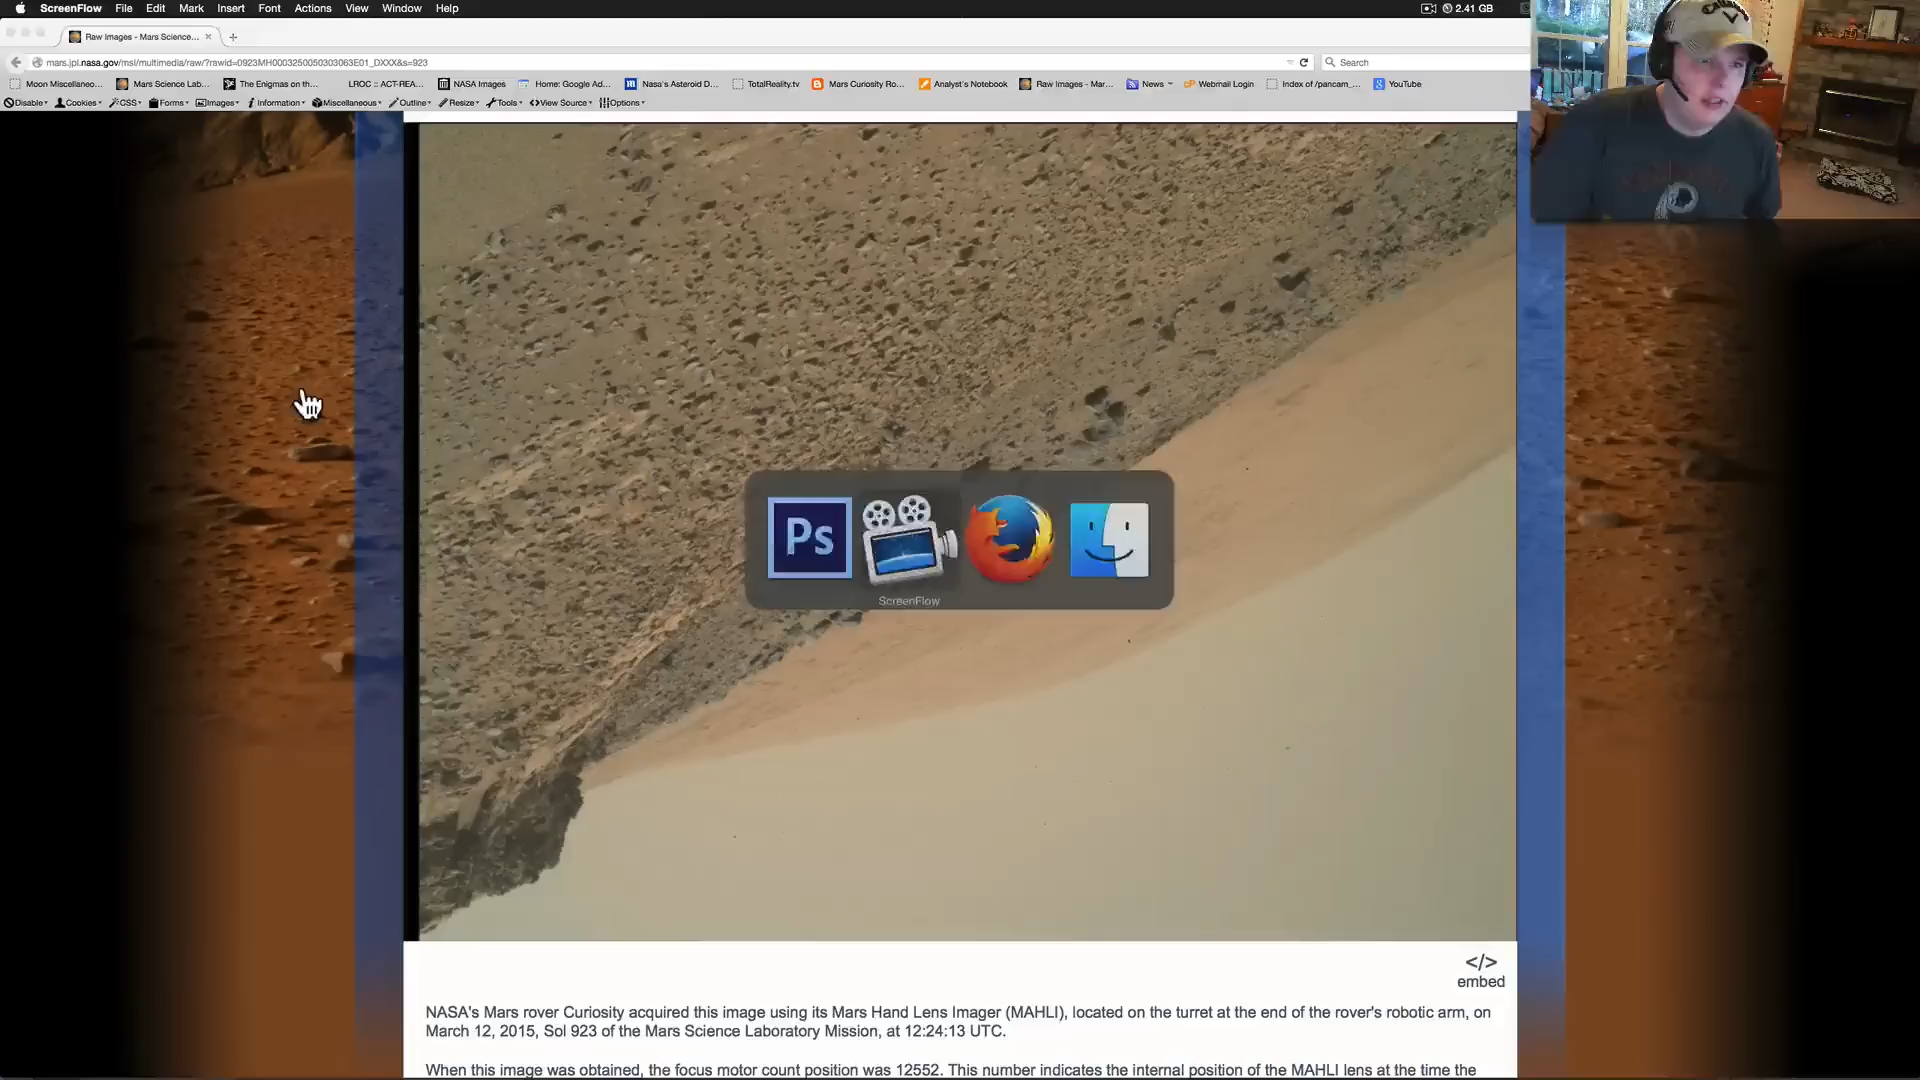 ScreenFlow File Edit Mark Insert Font Actions View Window Help 2.41 GB
Raw Images - Mars Science...
mars.jpl.nasa.gov/msl/multimedia/raw/?rawid=0923MH0003250050303063E01_DXXX&s=923 Search
Moon Miscellaneo... Mars Science Lab... The Enigmas on th... LROC :: ACT-REA... NASA Images Home: Google Ad... Nasa's Asteroid D... TotalReality.tv Mars Curiosity Ro... Analyst's Notebook Raw Images - Mar... News Webmail Login Index of /pancam_... YouTube
Disable Cookies CSS Forms Images Information Miscellaneous Outline Resize Tools View Source Options
Ps
ScreenFlow
</>
embed
NASA's Mars rover Curiosity acquired this image using its Mars Hand Lens Imager (MAHLI), located on the turret at the end of the rover's robotic arm, on
March 12, 2015, Sol 923 of the Mars Science Laboratory Mission, at 12:24:13 UTC.
When this image was obtained, the focus motor count position was 12552. This number indicates the internal position of the MAHLI lens at the time the